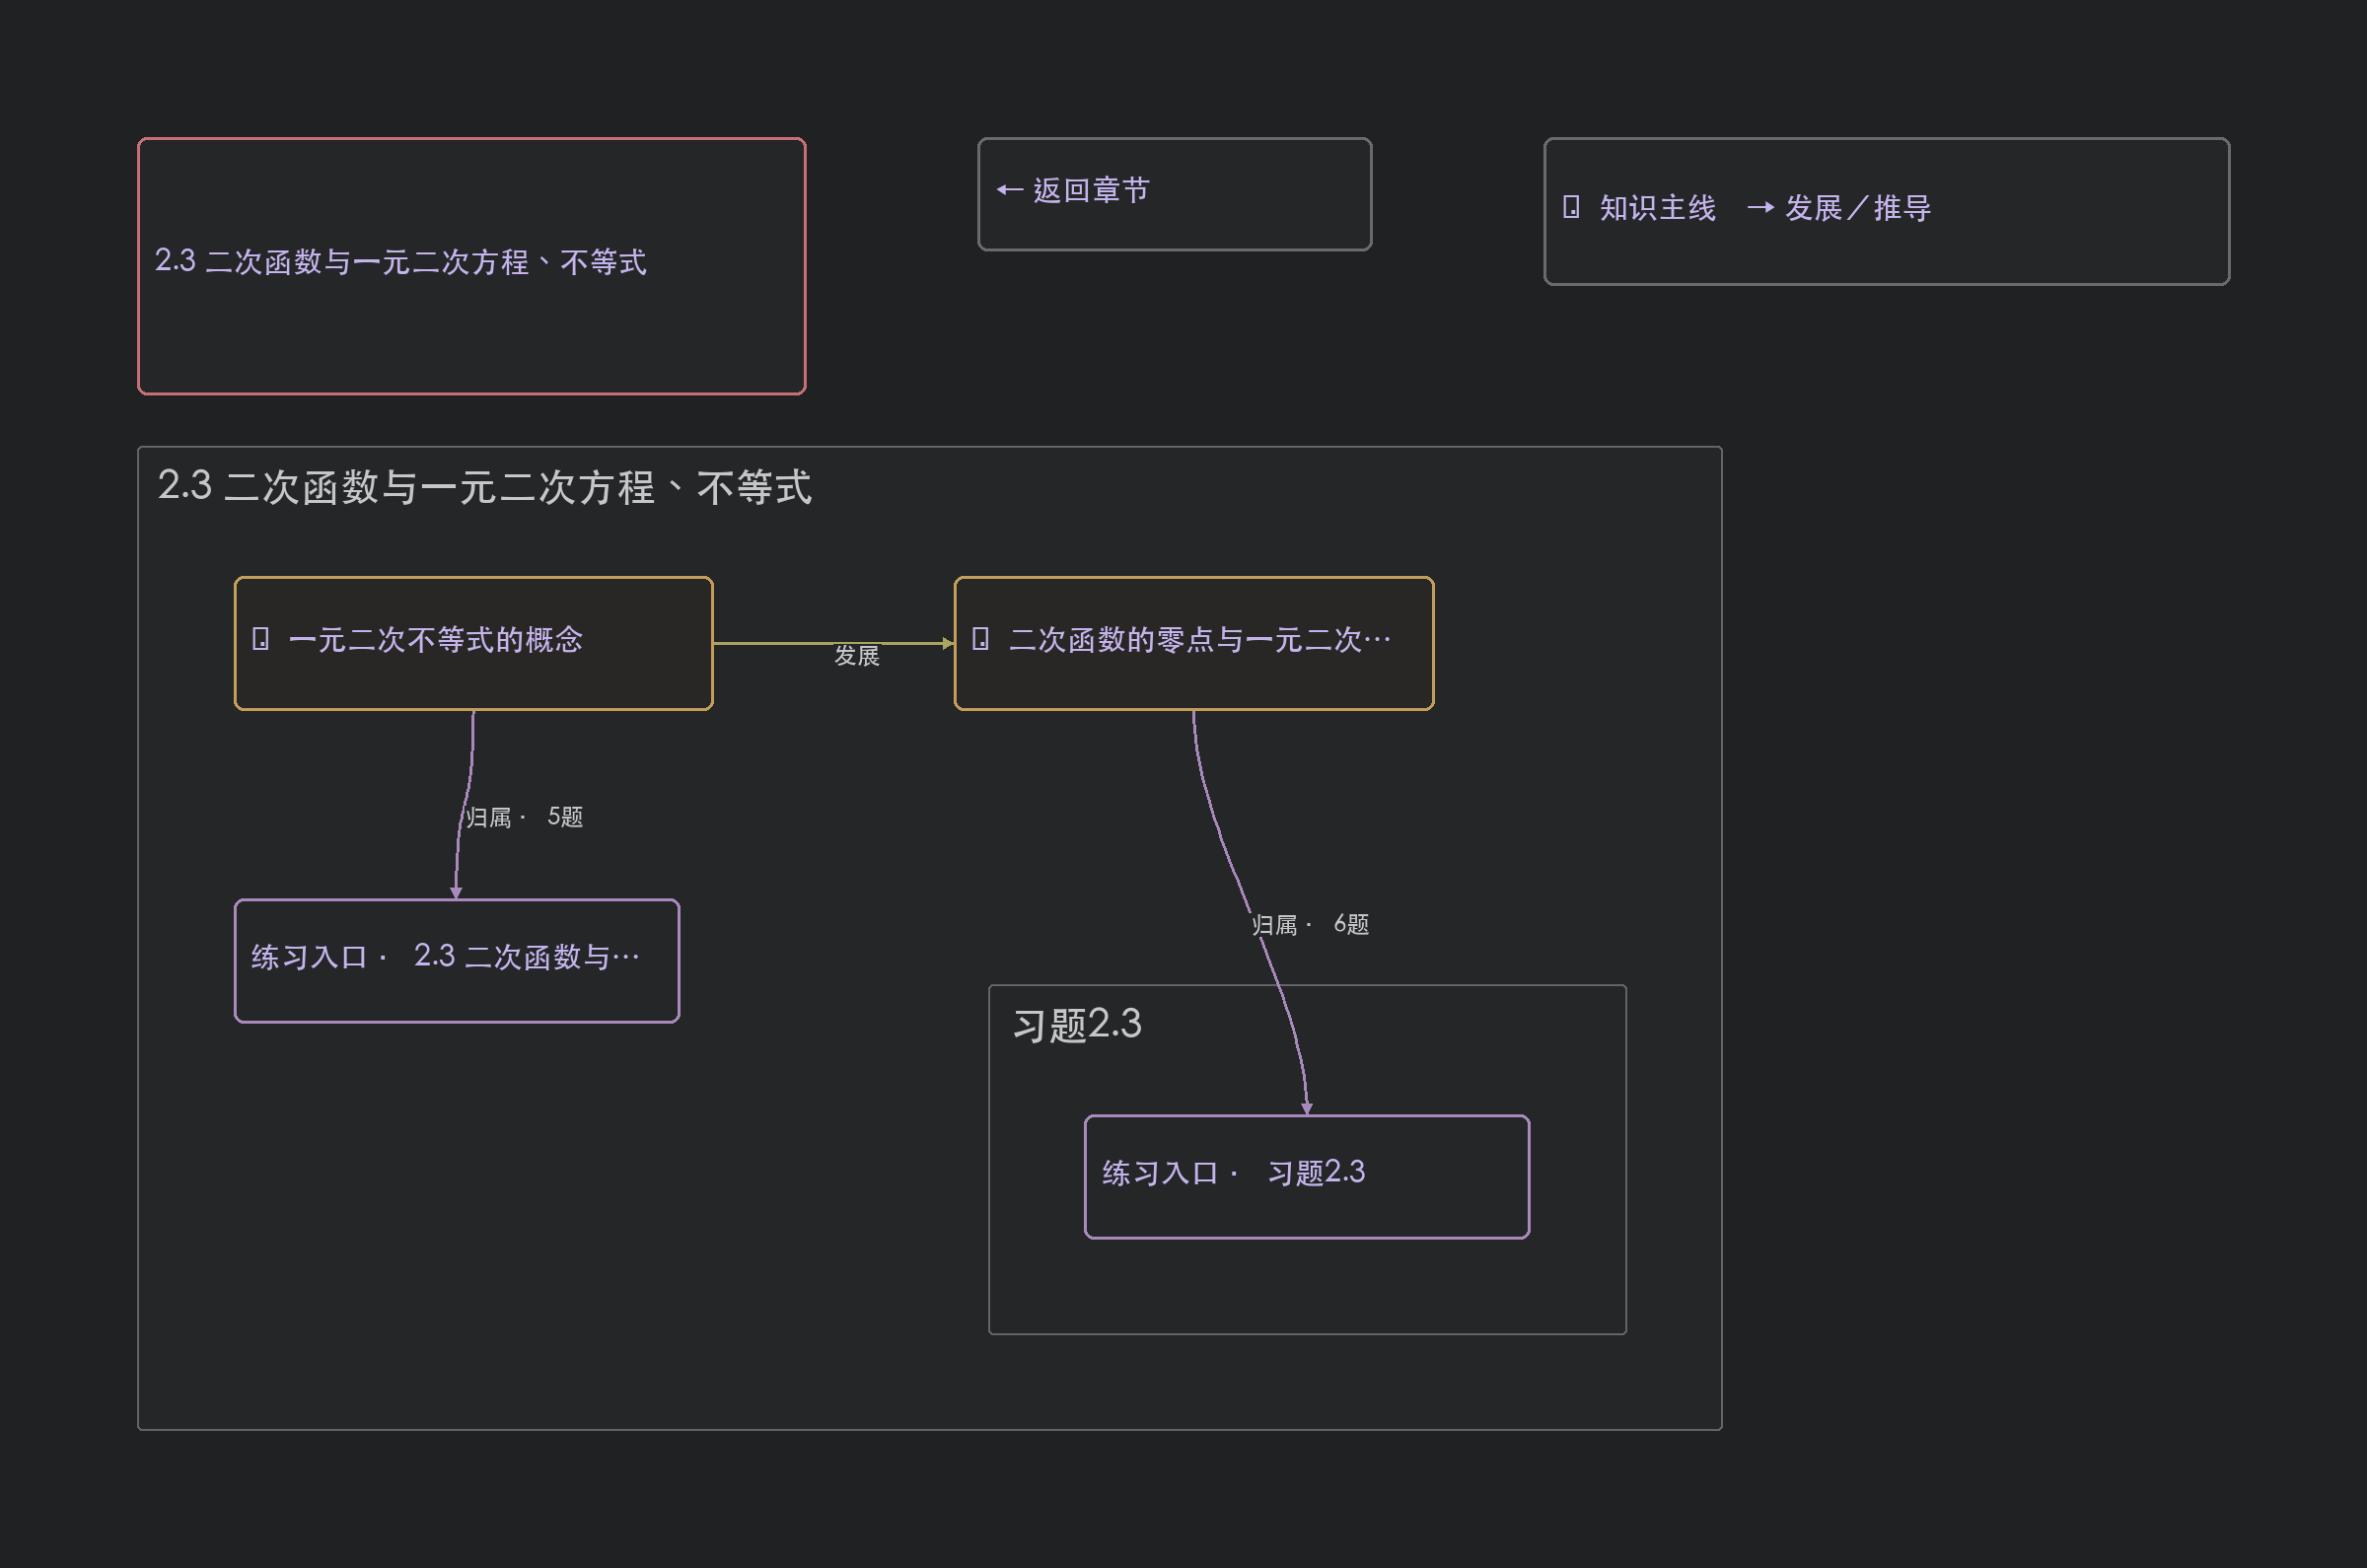 2.3 二次函数与一元二次方程、不等式
← 返回章节
知识主线 → 发展／推导
2.3 二次函数与一元二次方程、不等式
一元二次不等式的概念
发展
二次函数的零点与一元二次…
归属· 5题
归属· 6题
练习入口· 2.3 二次函数与…
习题2.3
练习入口· 习题2.3